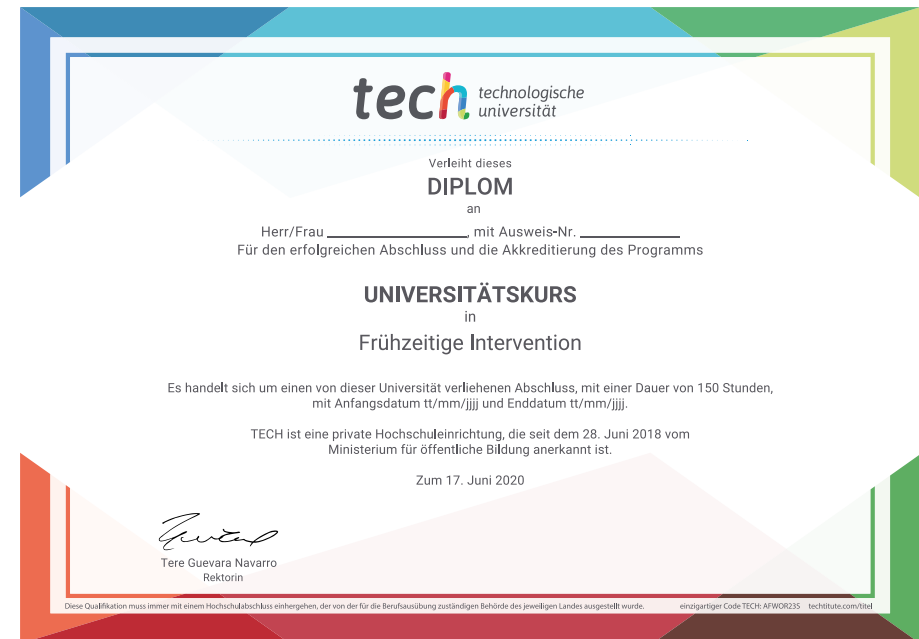 tech technologische
universität
Verleiht dieses
DIPLOM
an
Herr/Frau ____________________, mit Ausweis-Nr. ______________
Für den erfolgreichen Abschluss und die Akkreditierung des Programms
UNIVERSITÄTSKURS
in
Frühzeitige Intervention
Es handelt sich um einen von dieser Universität verliehenen Abschluss, mit einer Dauer von 150 Stunden,
mit Anfangsdatum tt/mm/jjjj und Enddatum tt/mm/jjjj.
TECH ist eine private Hochschuleinrichtung, die seit dem 28. Juni 2018 vom
Ministerium für öffentliche Bildung anerkannt ist.
Zum 17. Juni 2020
Tere Guevara Navarro
Rektorin
Diese Qualifikation muss immer mit einem Hochschulabschluss einhergehen, der von der für die Berufsausübung zuständigen Behörde des jeweiligen Landes ausgestellt wurde. einzigartiger Code TECH: AFWOR23S techtitute.com/titel